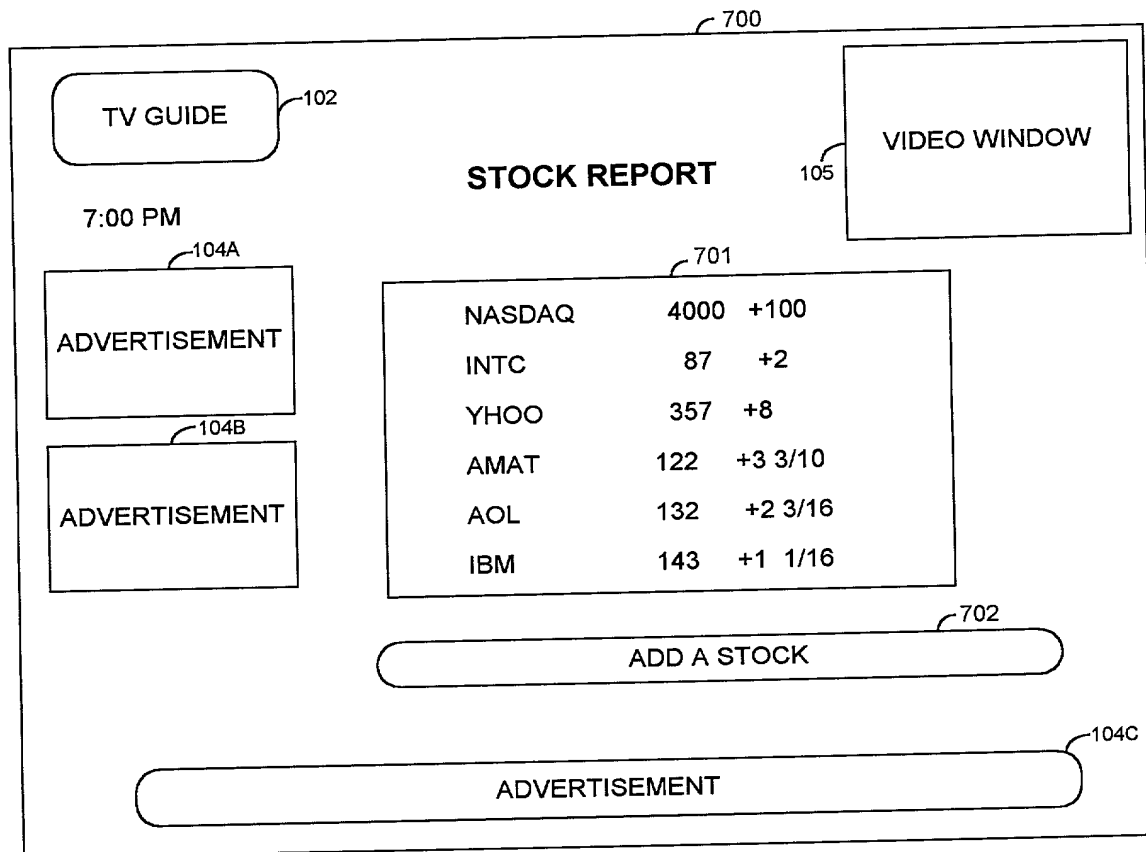 700
TV GUIDE
102
VIDEO WINDOW
105
STOCK REPORT
7:00 PM
104A
ADVERTISEMENT
104B
ADVERTISEMENT
701
NASDAQ 4000 +100
INTC 87 +2
YHOO 357 +8
AMAT 122 +3 3/10
AOL 132 +2 3/16
IBM 143 +1 1/16
702
ADD A STOCK
104C
ADVERTISEMENT